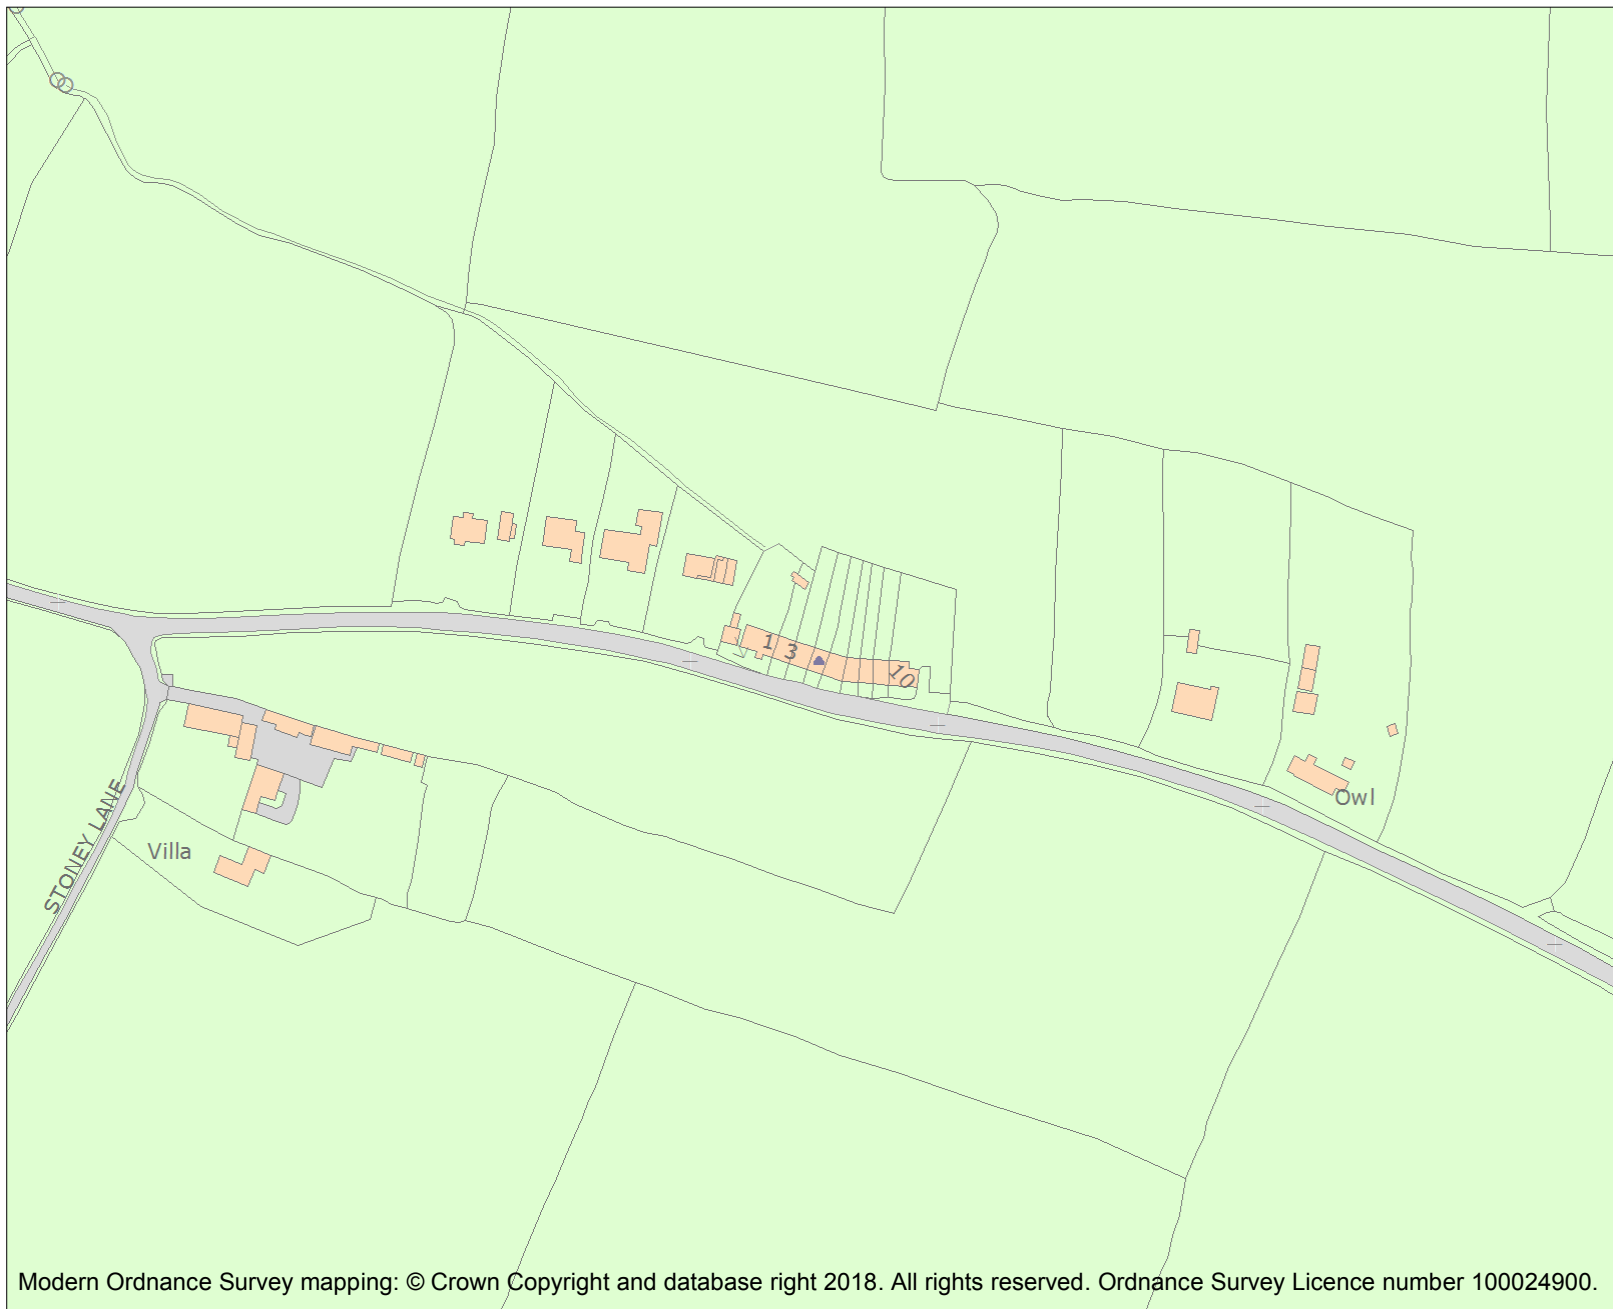 1
3
10
Owl
STONEY LANE
Villa
Modern Ordnance Survey mapping: © Crown Copyright and database right 2018. All rights reserved. Ordnance Survey Licence number 100024900.